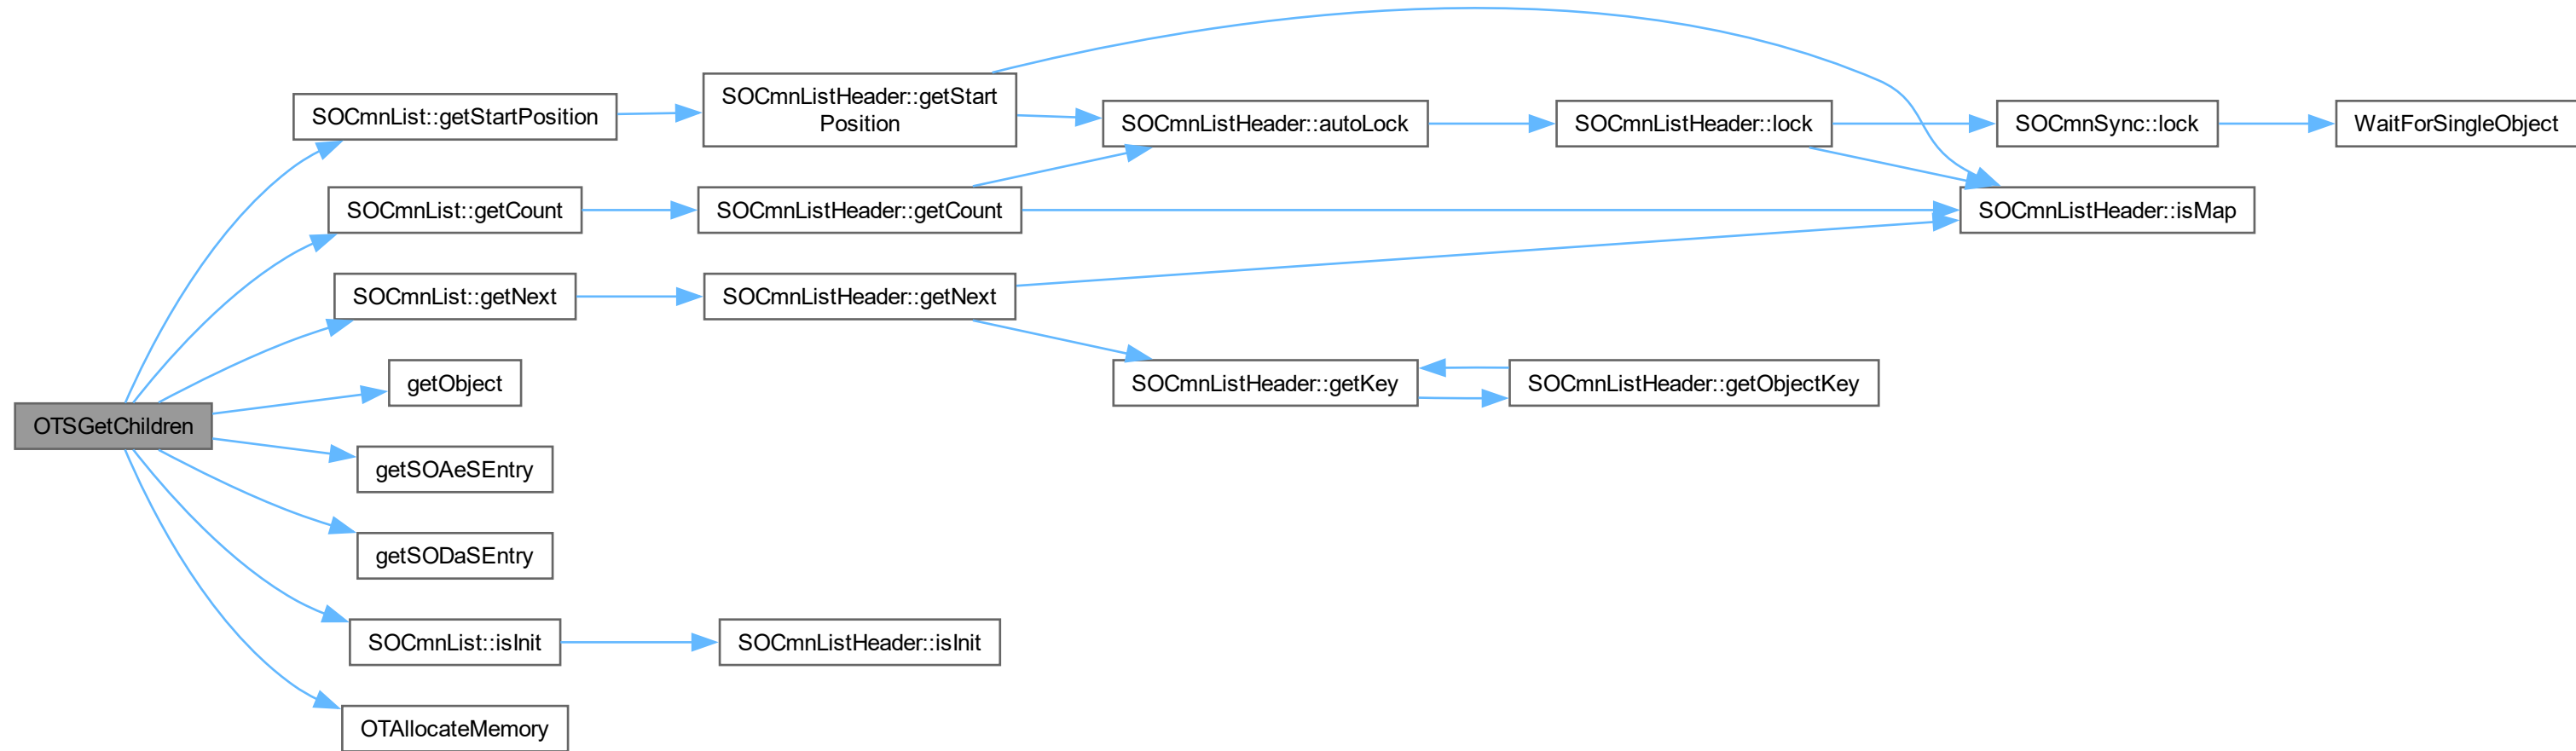 SOCmnListHeader::getStart
Position
SOCmnList::getStartPosition
SOCmnListHeader::autoLock
SOCmnListHeader::lock
SOCmnSync::lock
WaitForSingleObject
SOCmnList::getCount
SOCmnListHeader::getCount
SOCmnListHeader::isMap
SOCmnList::getNext
SOCmnListHeader::getNext
getObject
SOCmnListHeader::getKey
SOCmnListHeader::getObjectKey
OTSGetChildren
getSOAeSEntry
getSODaSEntry
SOCmnList::isInit
SOCmnListHeader::isInit
OTAllocateMemory